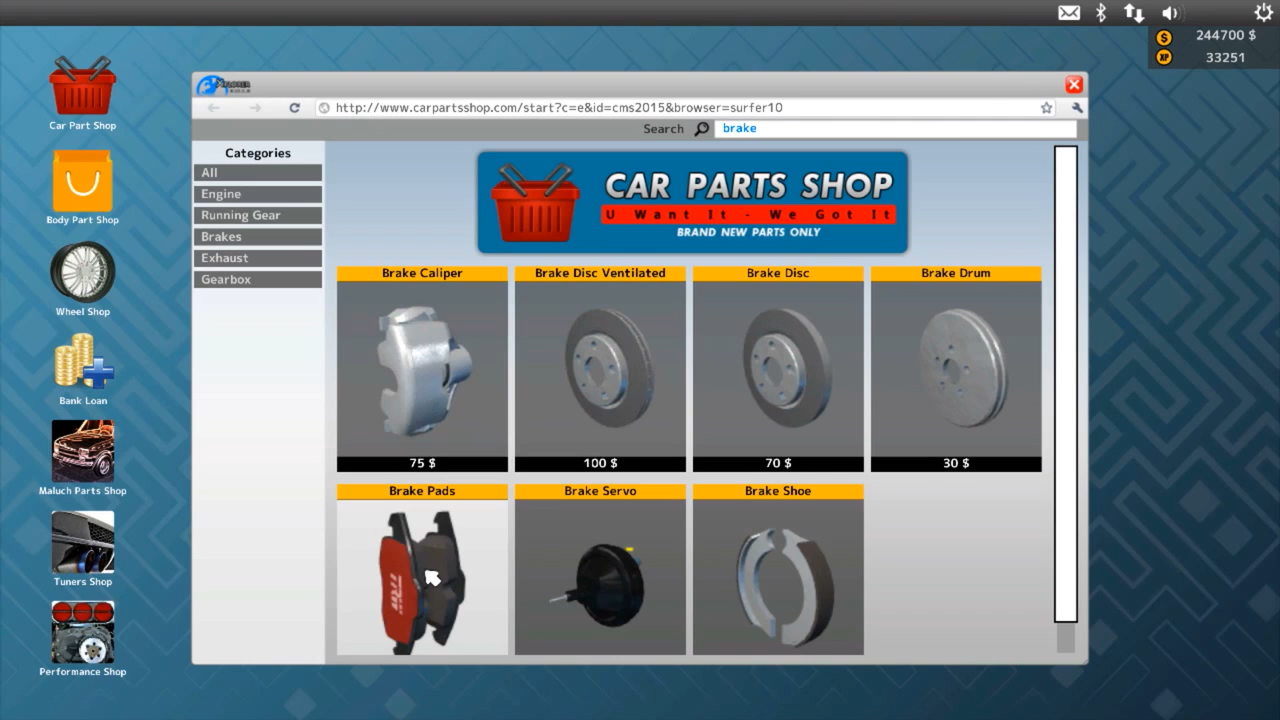 $ 244700 $
XP 33251
Car Part Shop
Body Part Shop
Wheel Shop
Bank Loan
Maluch Parts Shop
Tuners Shop
Performance Shop
http://www.carpartsshop.com/start?c=e&id=cms2015&browser=surfer10
Search brake
Categories
All
Engine
Running Gear
Brakes
Exhaust
Gearbox
CAR PARTS SHOP
U Want It - We Got It
BRAND NEW PARTS ONLY
Brake Caliper
75 $
Brake Disc Ventilated
100 $
Brake Disc
70 $
Brake Drum
30 $
Brake Pads
Brake Servo
Brake Shoe